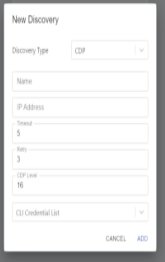 New Discovery
Discovery Type
CDP
Name
IP Address
Timeout
5
Retry
3
CDP Level
16
CLI Credential List
CANCEL
ADD